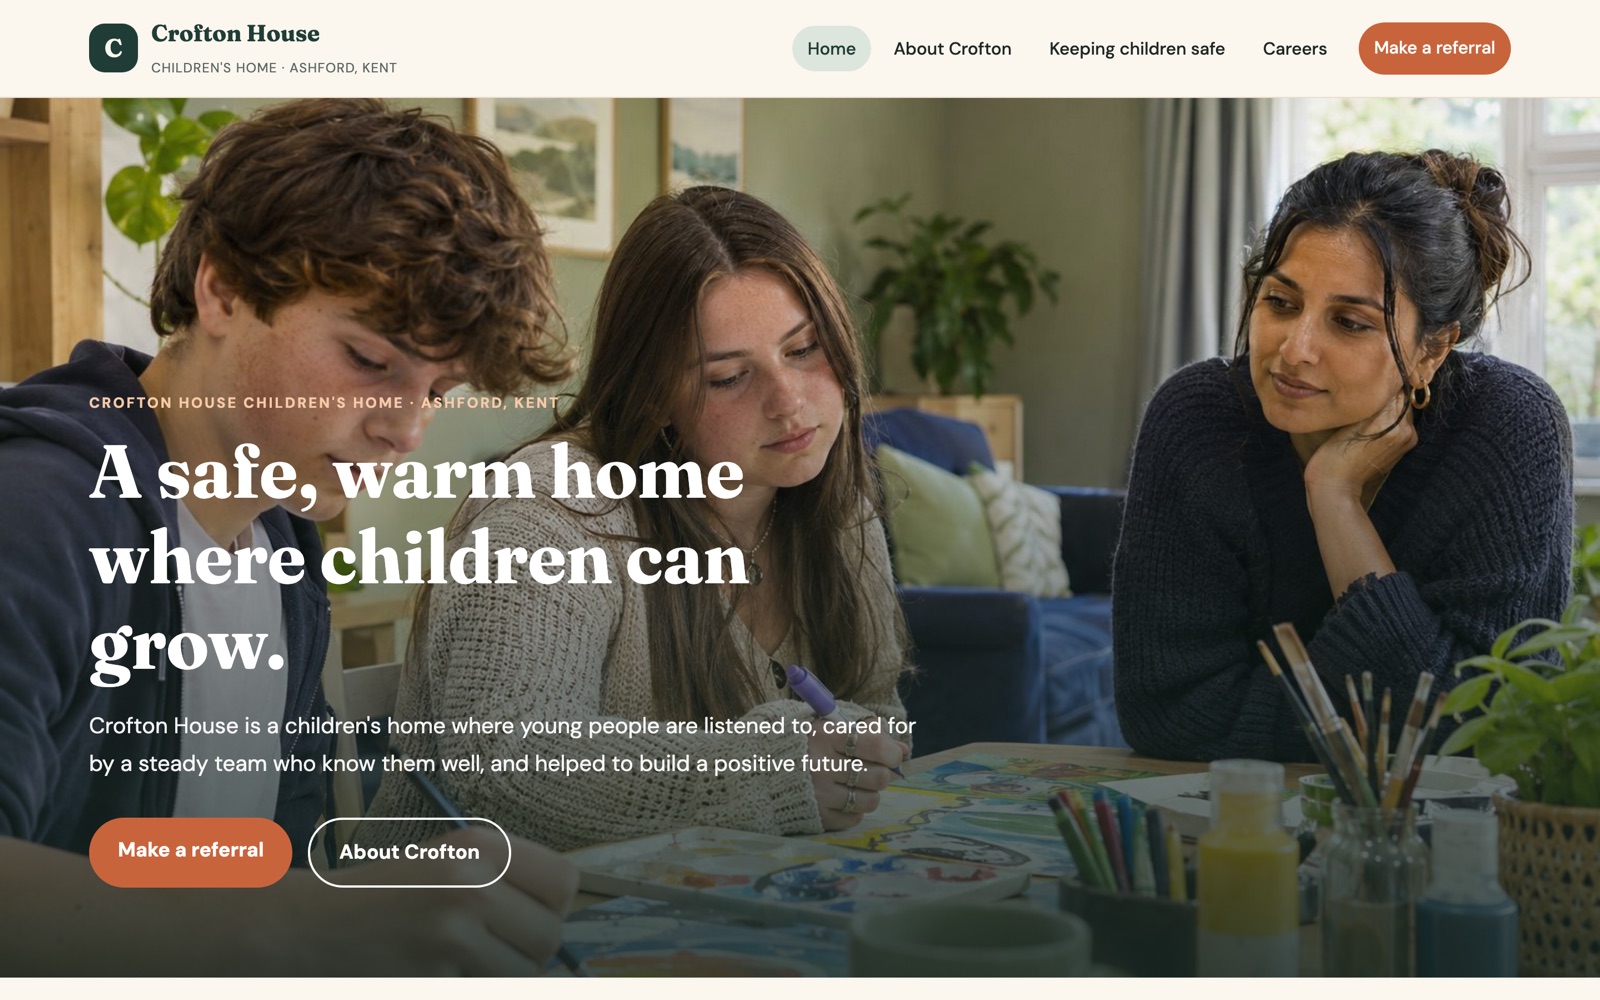 C
Crofton House
CHILDREN'S HOME · ASHFORD, KENT
Home
About Crofton
Keeping children safe
Careers
Make a referral
CROFTON HOUSE CHILDREN'S HOME · ASHFORD, KENT
A safe, warm home
where children can
grow.
Crofton House is a children's home where young people are listened to, cared for
by a steady team who know them well, and helped to build a positive future.
Make a referral
About Crofton